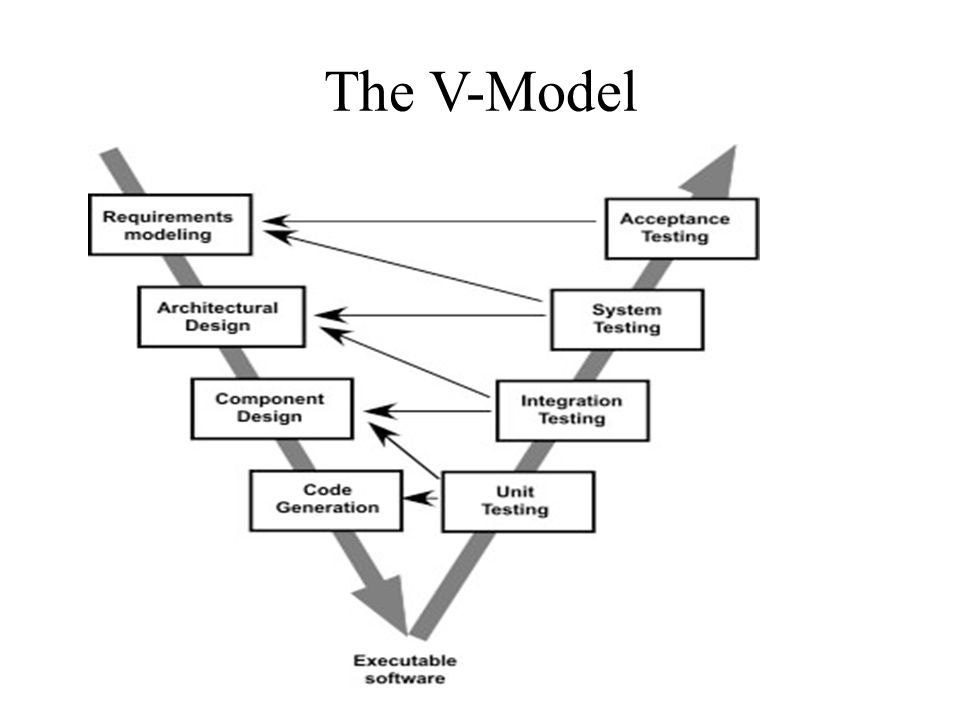 The V-Model
Requirements
modeling
Acceptance
Testing
Architectural
Design
System
Testing
Component
Design
Integration
Testing
Code
Generation
Unit
Testing
Executable
software